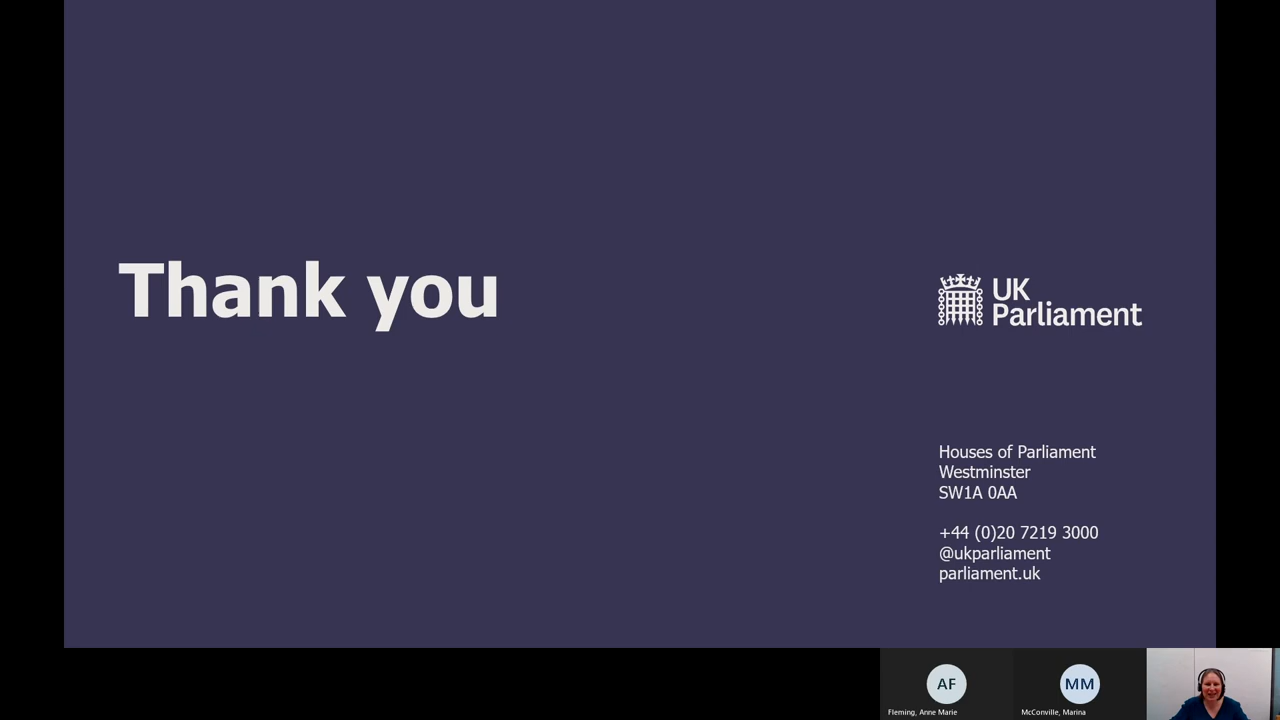 Thank you
UK
Parliament
Houses of Parliament
Westminster
SW1A 0AA
+44 (0)20 7219 3000
@ukparliament
parliament.uk
AF
Fleming, Anne Marie
MM
McConville, Marina